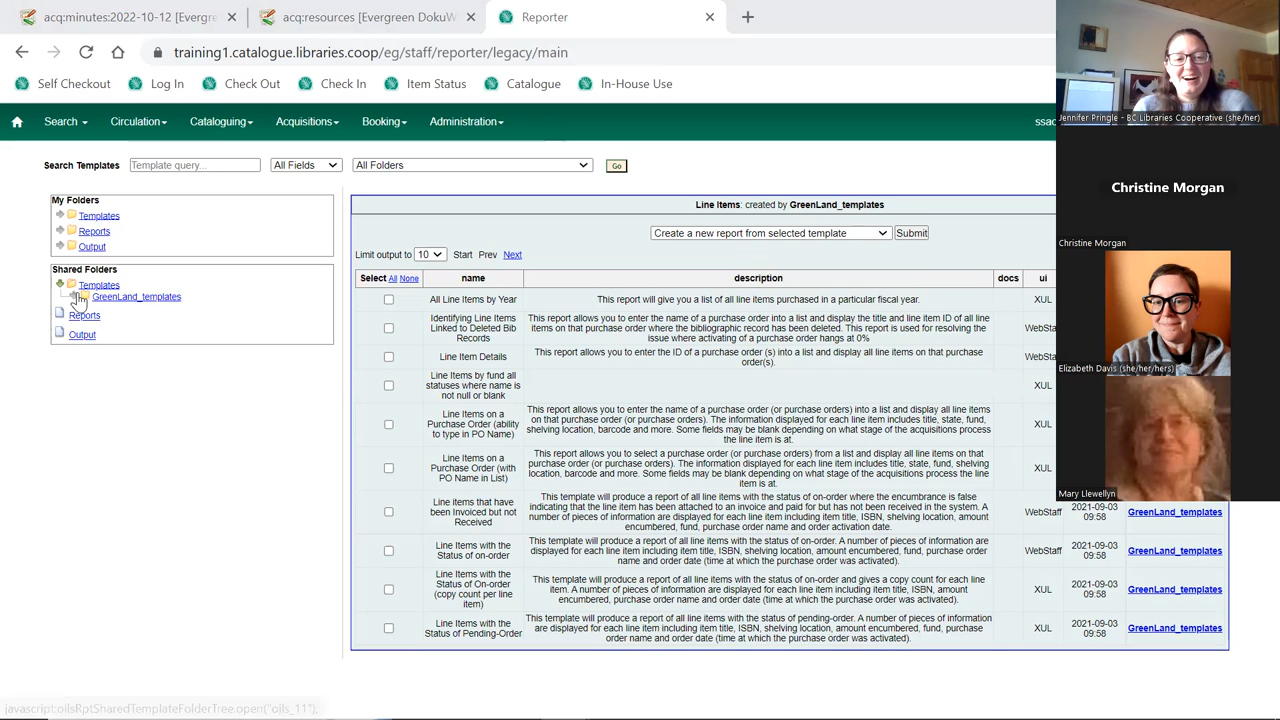 acq:minutes:2022-10-12 [Evergre
acq:resources [Evergreen DokuW
Reporter
training1.catalogue.libraries.coop/eg/staff/reporter/legacy/main
Self Checkout
Log In
Check Out
Check In
Item Status
Catalogue
In-House Use
Search
Circulation
Cataloguing
Acquisitions
Booking
Administration
ssac
Search Templates
Template query...
All Fields
All Folders
Go
My Folders
Templates
Reports
Output
Shared Folders
Templates
GreenLand_templates
Reports
Output
Line Items: created by GreenLand_templates
Create a new report from selected template
Submit
Limit output to 10 Start Prev Next
Select All None name description docs ui
All Line Items by Year
This report will give you a list of all line items purchased in a particular fiscal year.
XUL
Identifying Line Items
Linked to Deleted Bib
Records
This report allows you to enter the name of a purchase order into a list and display the title and line item ID of all line
items on that purchase order where the bibliographic record has been deleted. This report is used for resolving the
issue where activating of a purchase order hangs at 0%
WebSta
Line Item Details
This report allows you to enter the ID of a purchase order (s) into a list and display all line items on that purchase
order(s).
WebSta
Line Items by fund all
statuses where name is
not null or blank
XUL
Line Items on a
Purchase Order (ability
to type in PO Name)
This report allows you to enter the name of a purchase order (or purchase orders) into a list and display all line items
on that purchase order (or purchase orders). The information displayed for each line item includes title, state, fund,
shelving location, barcode and more. Some fields may be blank depending on what stage of the acquisitions process
the line item is at.
XUL
Line Items on a
Purchase Order (with
PO Name in List)
This report allows you to select a purchase order (or purchase orders) from a list and display all line items on that
purchase order (or purchase orders). The information displayed for each line item includes title, state, fund, shelving
location, barcode and more. Some fields may be blank depending on what stage of the acquisitions process the line
item is at.
XUL
Line items that have
been Invoiced but not
Received
This template will produce a report of all line items with the status of on-order where the encumbrance is false
indicating that the line item has been attached to an invoice and paid for but has not been received in the system. A
number of pieces of information are displayed for each line item including item title, ISBN, shelving location, amount
encumbered, fund, purchase order name and order activation date.
WebStaff
2021-09-03
09:58
GreenLand_templates
Line Items with the
Status of on-order
This template will produce a report of all line items with the status of on-order. A number of pieces of information are
displayed for each line item including item title, ISBN, shelving location, amount encumbered, fund, purchase order
name and order date (time at which the purchase order was activated).
WebStaff
2021-09-03
09:58
GreenLand_templates
Line Items with the
Status of On-order
(copy count per line
item)
This template will produce a report of all line items with the status of on-order and gives a copy count for each line
item. A number of pieces of information are displayed for each line item including item title, ISBN, amount
encumbered, purchase order name and order date (time at which the purchase order was activated).
XUL
2021-09-03
09:58
GreenLand_templates
Line Items with the
Status of Pending-Order
This template will produce a report of all line items with the status of pending-order. A number of pieces of information
are displayed for each line item including item title, ISBN, shelving location, amount encumbered, fund, purchase
order name and order date (time at which the purchase order was activated).
XUL
2021-09-03
09:58
GreenLand_templates
Jennifer Pringle - BC Libraries Cooperative (she/her)
Christine Morgan
Christine Morgan
Elizabeth Davis (she/her/hers)
Mary Llewellyn
javascript:oilsRptSharedTemplateFolderTree.open("oils_11");